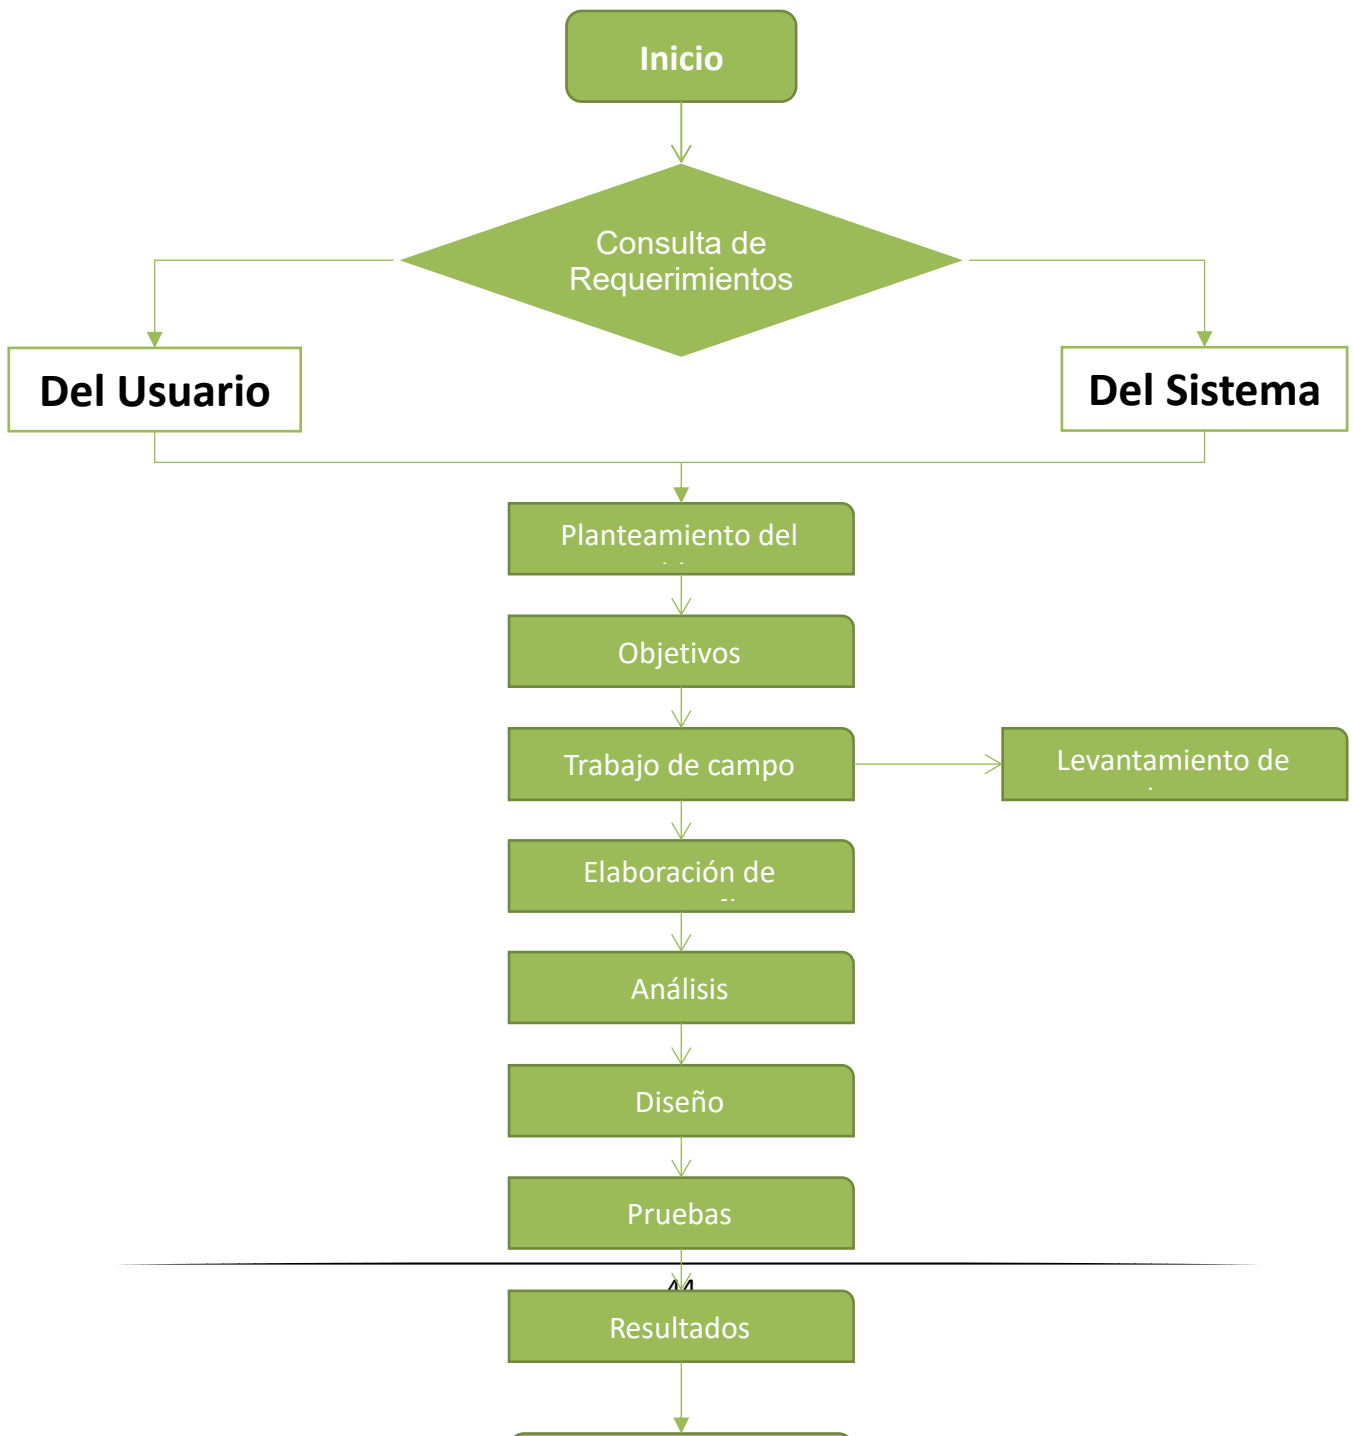 Inicio
Consulta de
Requerimientos
Del Usuario
Del Sistema
Planteamiento del
Objetivos
Trabajo de campo
Levantamiento de
Elaboración de
Análisis
Diseño
Pruebas
Resultados